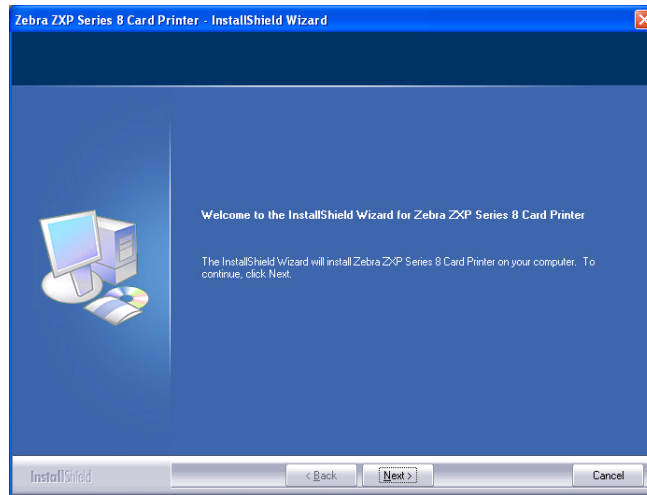 Zebra ZXP Series 8 Card Printer - InstallShield Wizard
Welcome to the InstallShield Wizard for Zebra ZXP Series 8 Card Printer
The InstallShield Wizard will install Zebra ZXP Series 8 Card Printer on your computer. To
continue, click Next.
InstallShield
< Back
Next >
Cancel